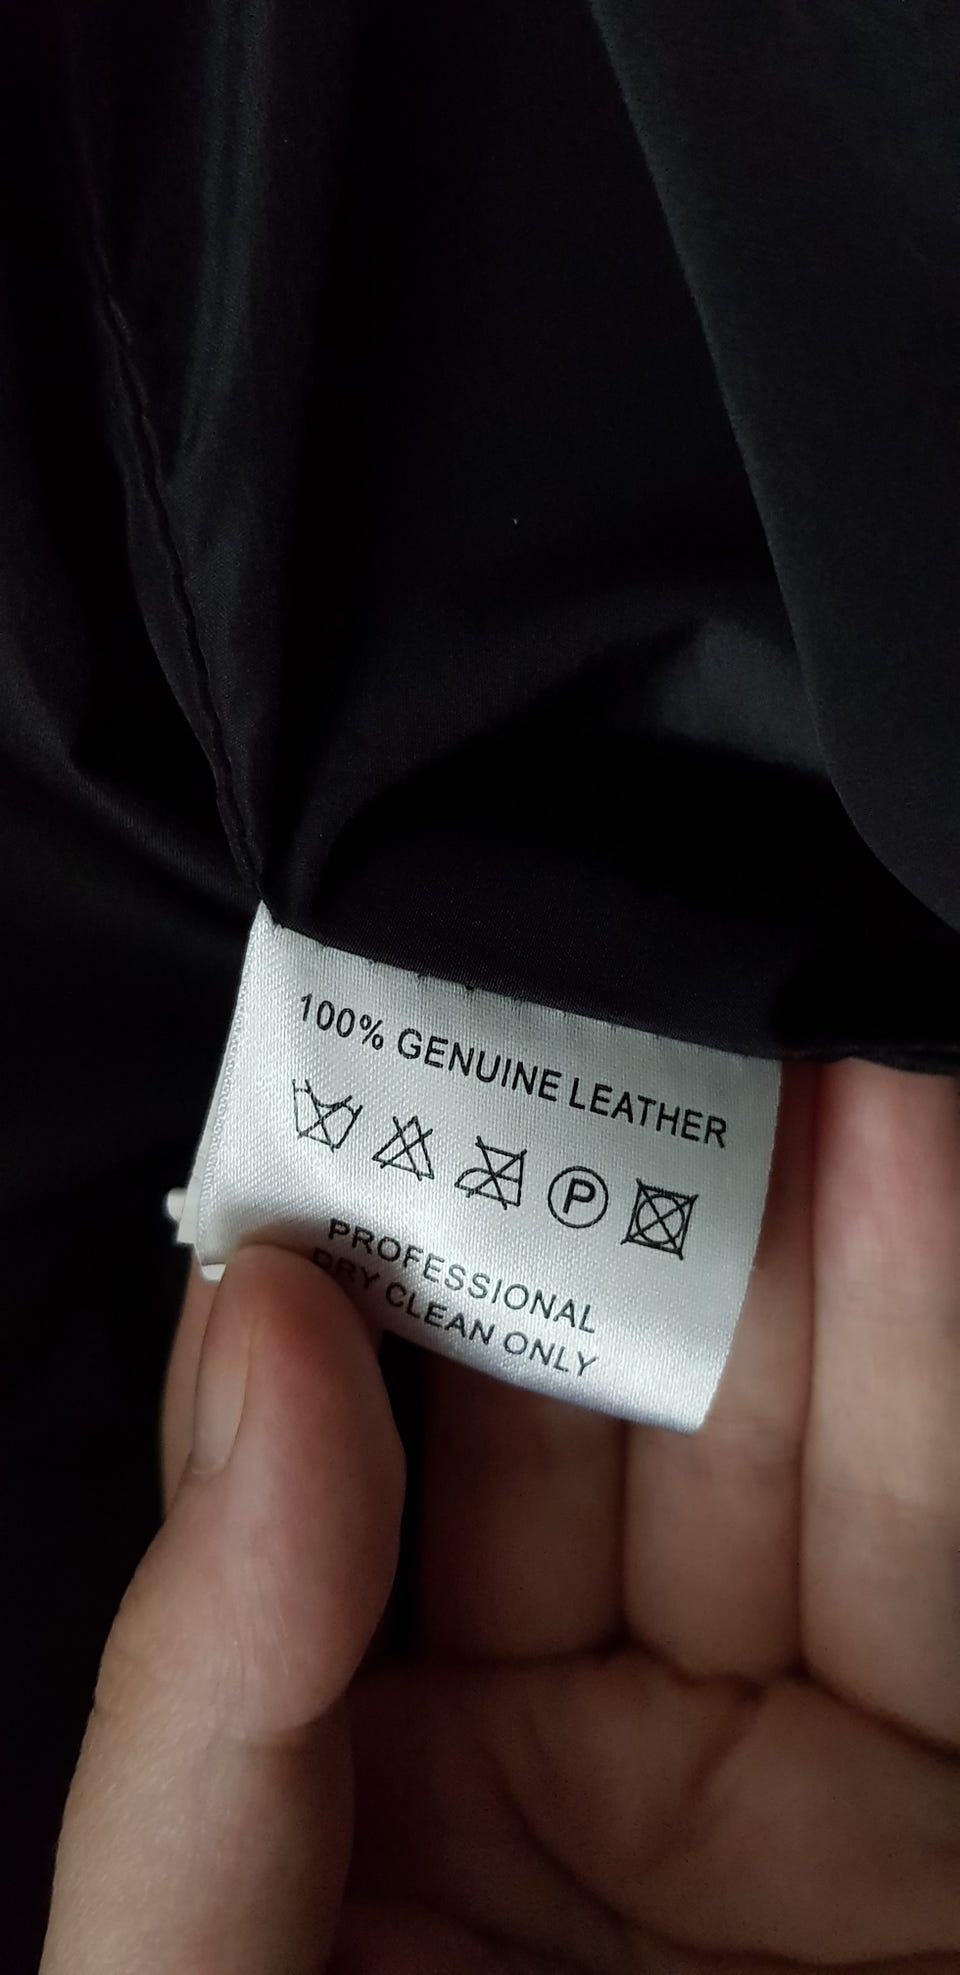 100% GENUINE LEATHER
P
PROFESSIONAL
DRY CLEAN ONLY